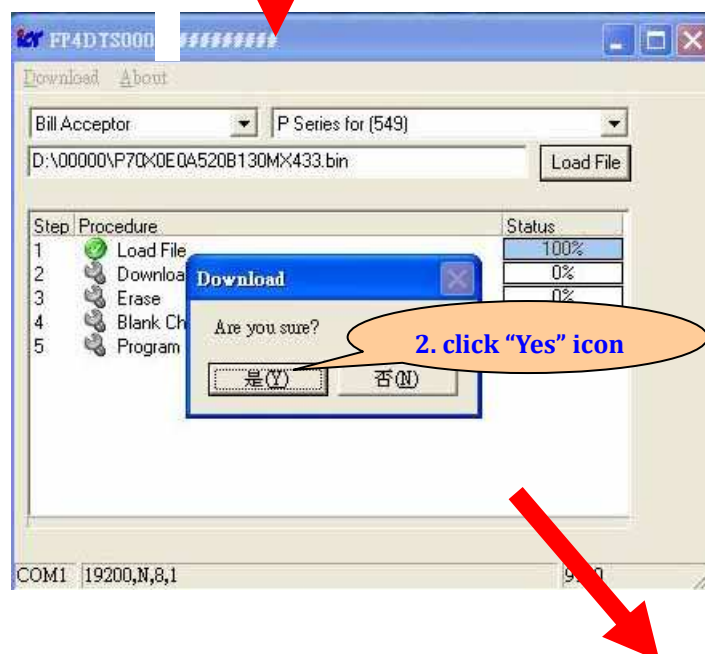 ict FP4DTS000 ##########
Download About
Bill Acceptor P Series for (549)
D:\00000\P70X0E0A520B130MX433.bin Load File
Step Procedure Status
1 Load File 100%
2 Downloa 0%
3 Erase 0%
4 Blank Ch
5 Program
Download
Are you sure?
是(Y) 否(N)
2. click “Yes” icon
COM1 19200,N,8,1